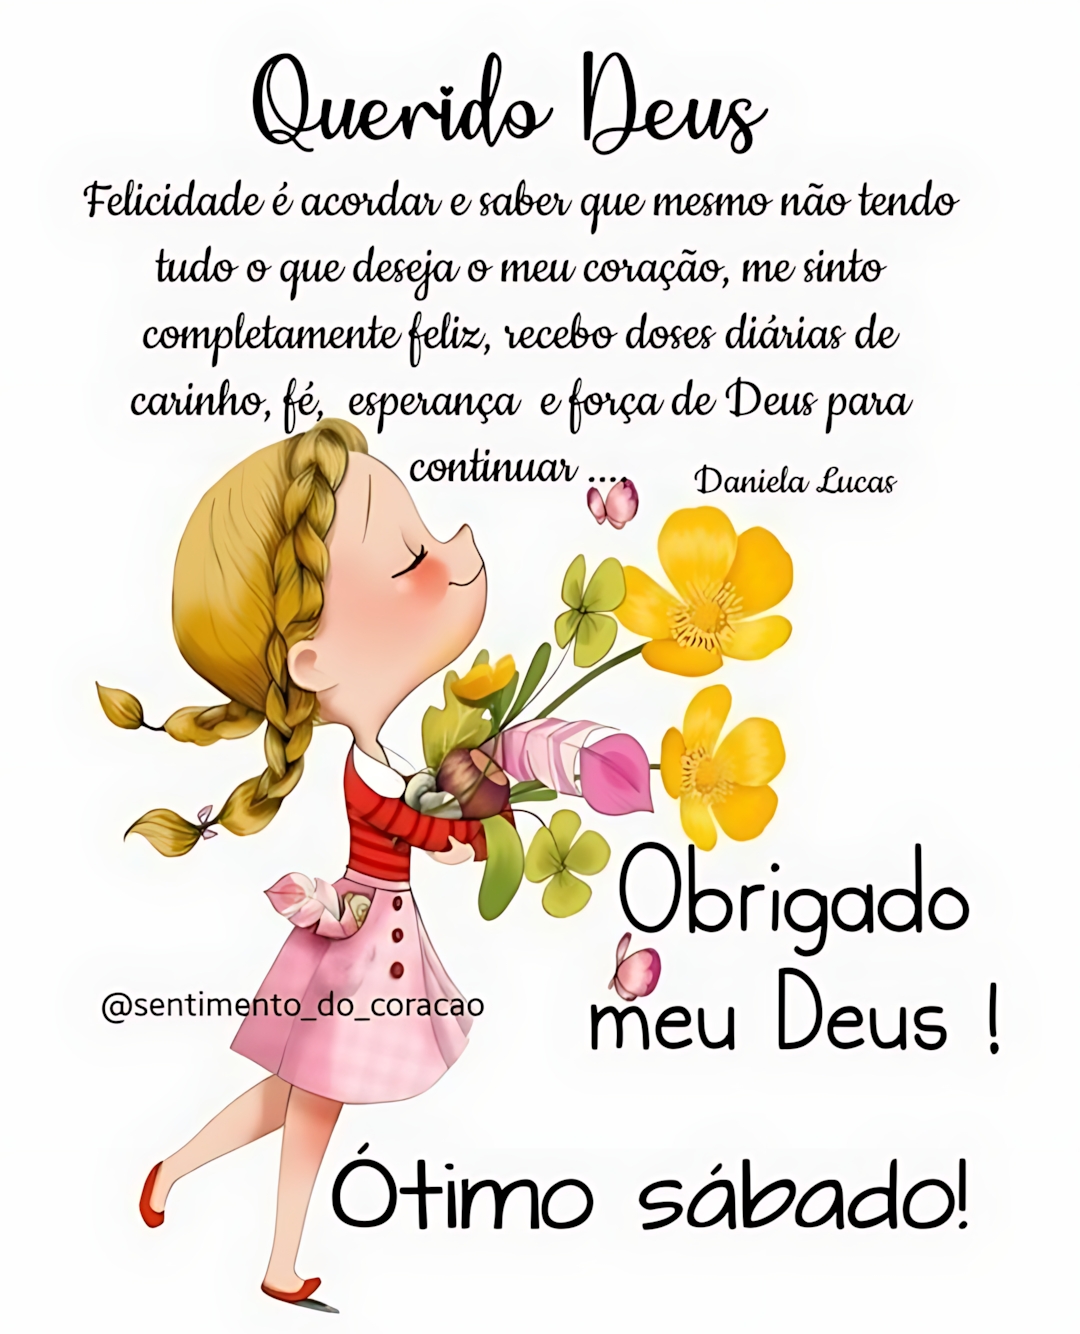 Querido Deus
Felicidade é acordar e saber que mesmo não tendo
tudo o que deseja o meu coração, me sinto
completamente feliz, recebo doses diárias de
carinho, fé, esperança e força de Deus para
continuar ....
Daniela Lucas
Obrigado
meu Deus !
@sentimento_do_coracao
Ótimo sábado!